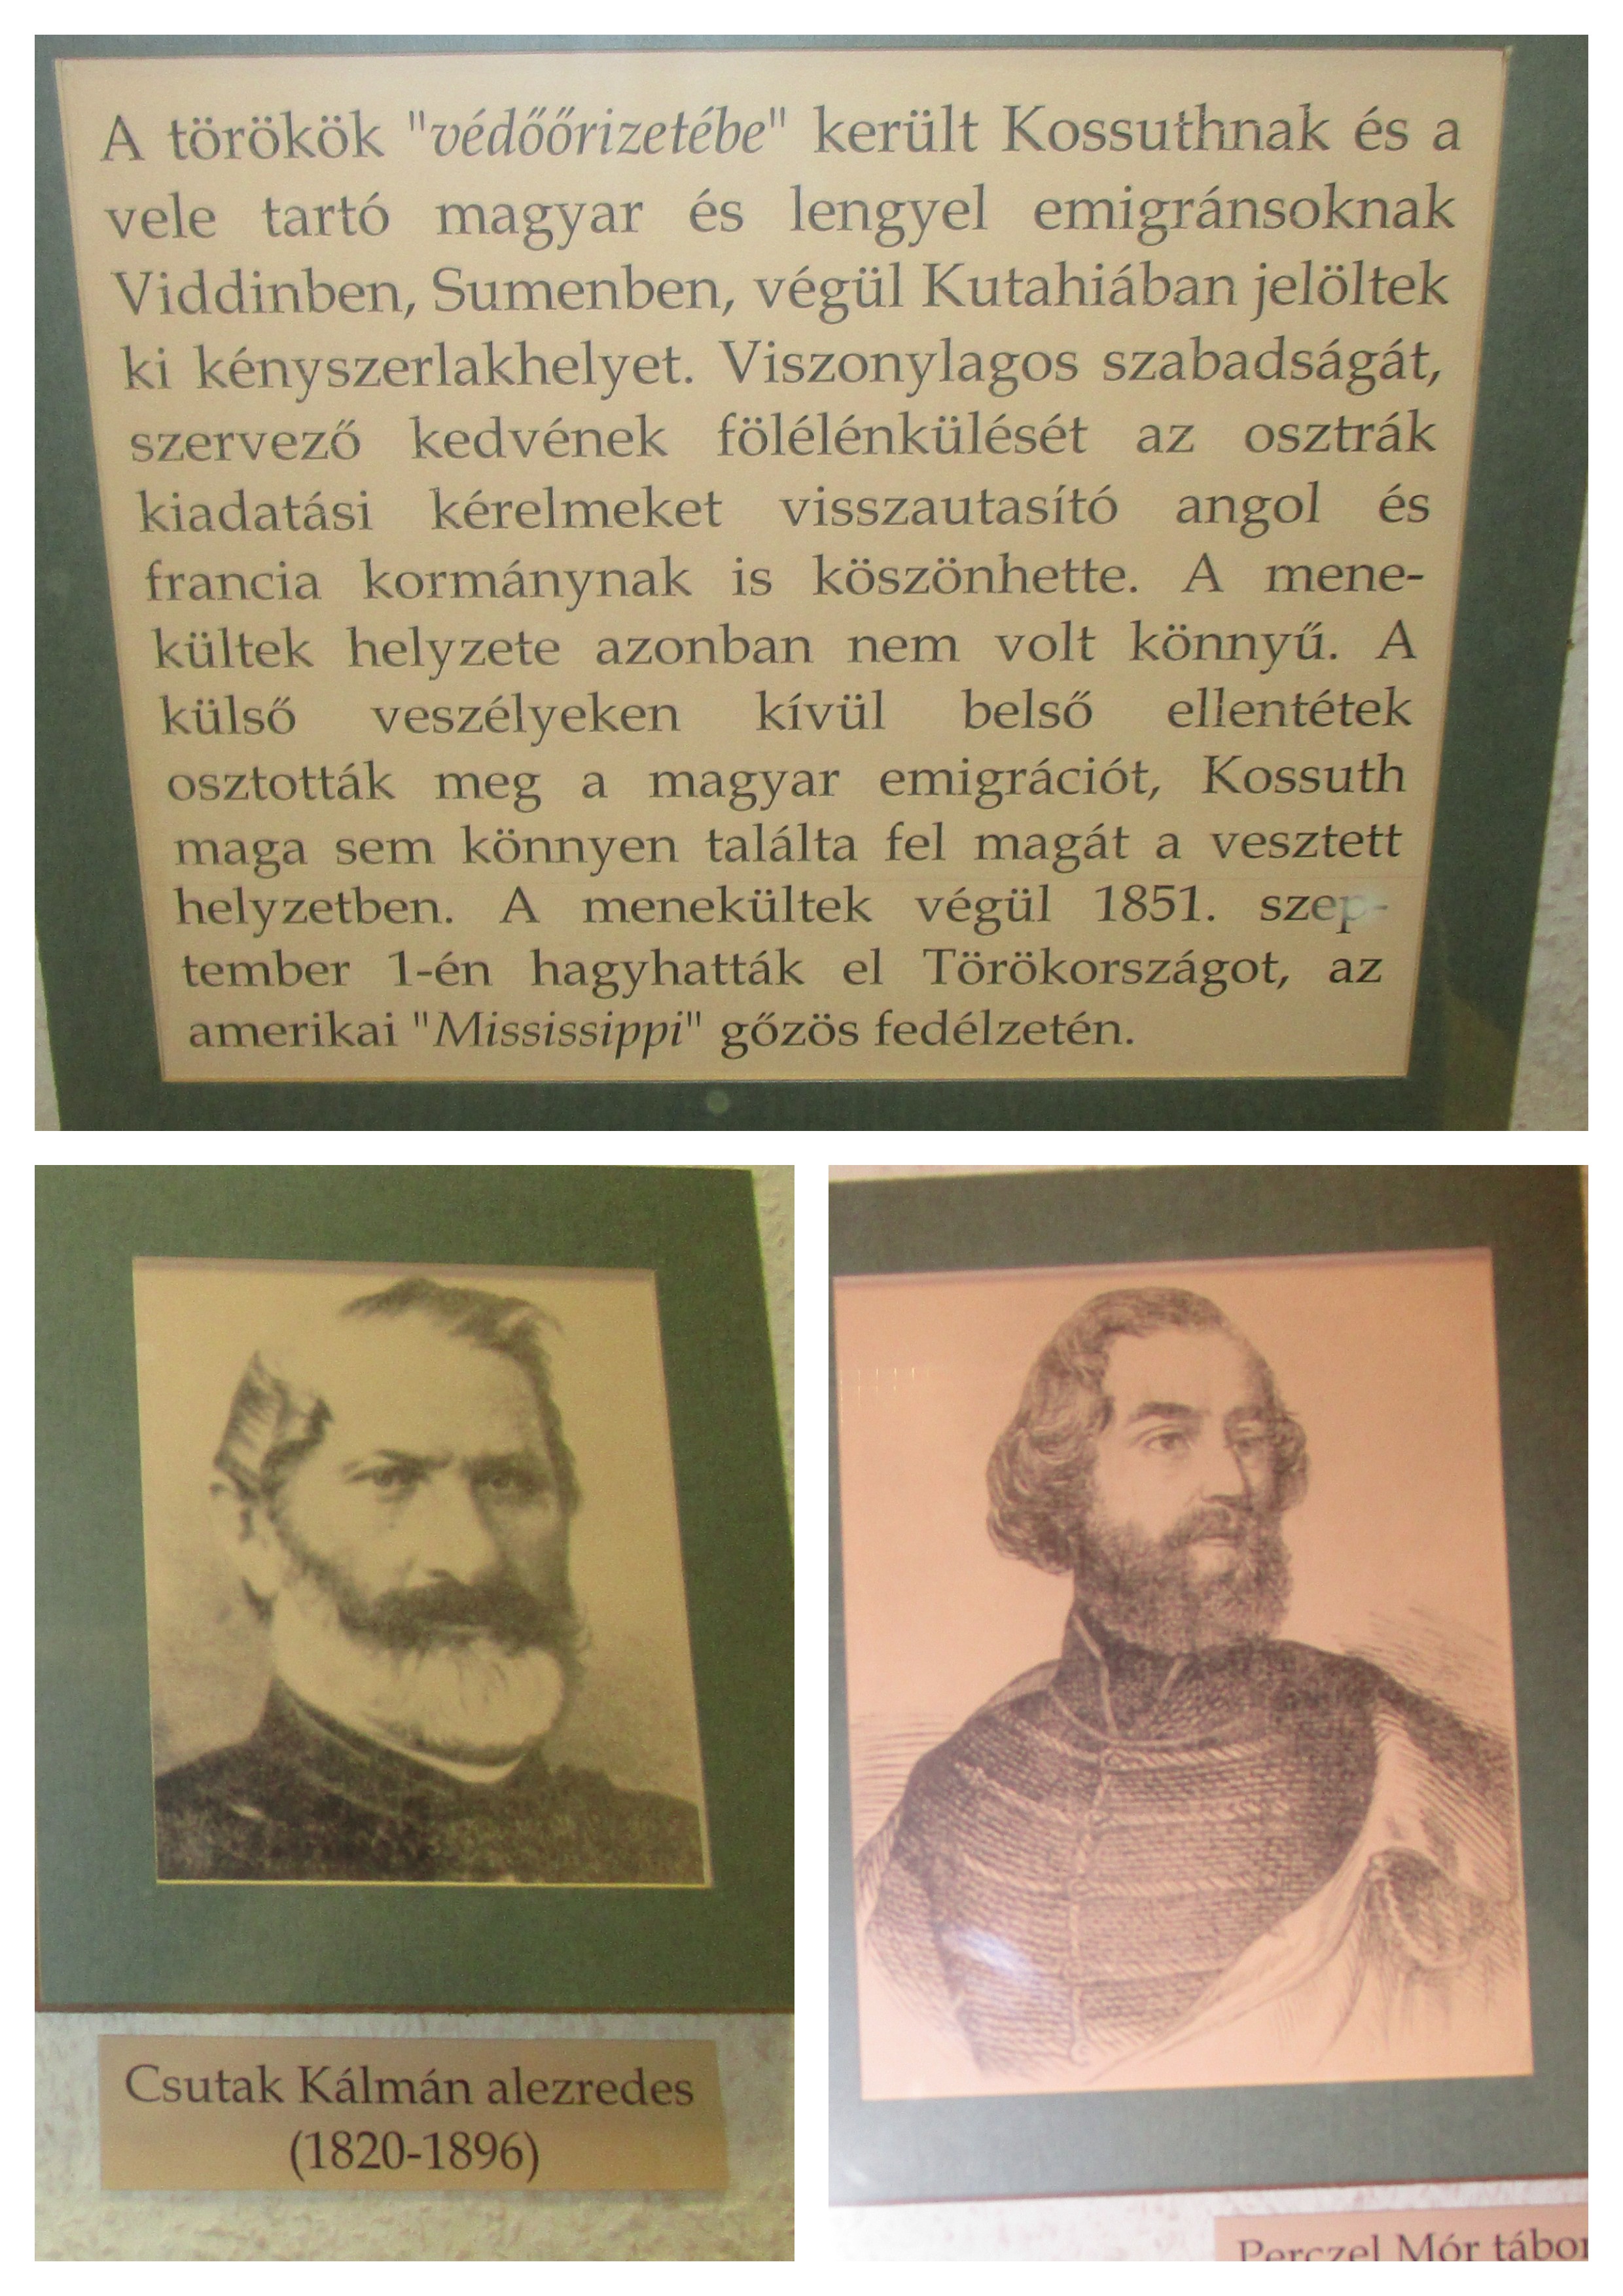 A törökök "védőőrizetébe" került Kossuthnak és a
vele tartó magyar és lengyel emigránsoknak
Viddinben, Sumenben, végül Kutahiában jelöltek
ki kényszerlakhelyet. Viszonylagos szabadságát,
szervező kedvének fölélénkülését az osztrák
kiadatási kérelmeket visszautasító angol és
francia kormánynak is köszönhette. A mene-
kültek helyzete azonban nem volt könnyű. A
külső veszélyeken kívül belső ellentétek
osztották meg a magyar emigrációt, Kossuth
maga sem könnyen találta fel magát a vesztett
helyzetben. A menekültek végül 1851. szep-
tember 1-én hagyhatták el Törökországot, az
amerikai "Mississippi" gőzös fedélzetén.
Csutak Kálmán alezredes
(1820-1896)
Perczel Mór tábor